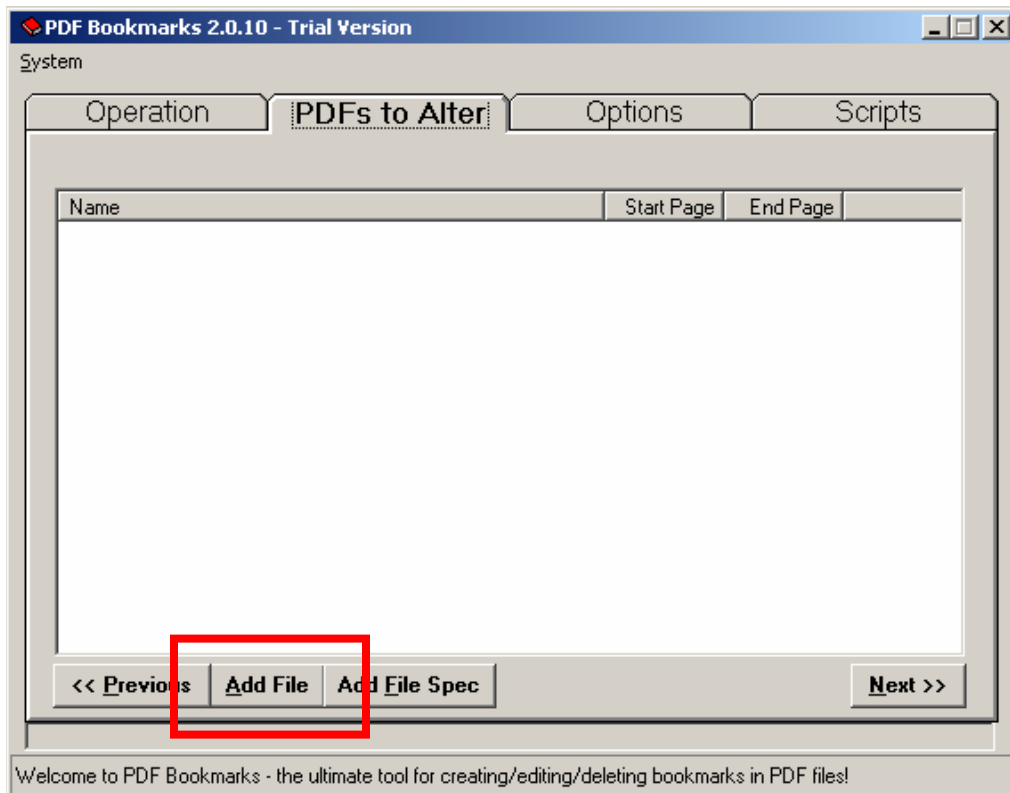 PDF Bookmarks 2.0.10 - Trial Version
System
Operation PDFs to Alter Options Scripts
Name Start Page End Page
<< Previous Add File Add File Spec Next >>
Welcome to PDF Bookmarks - the ultimate tool for creating/editing/deleting bookmarks in PDF files!